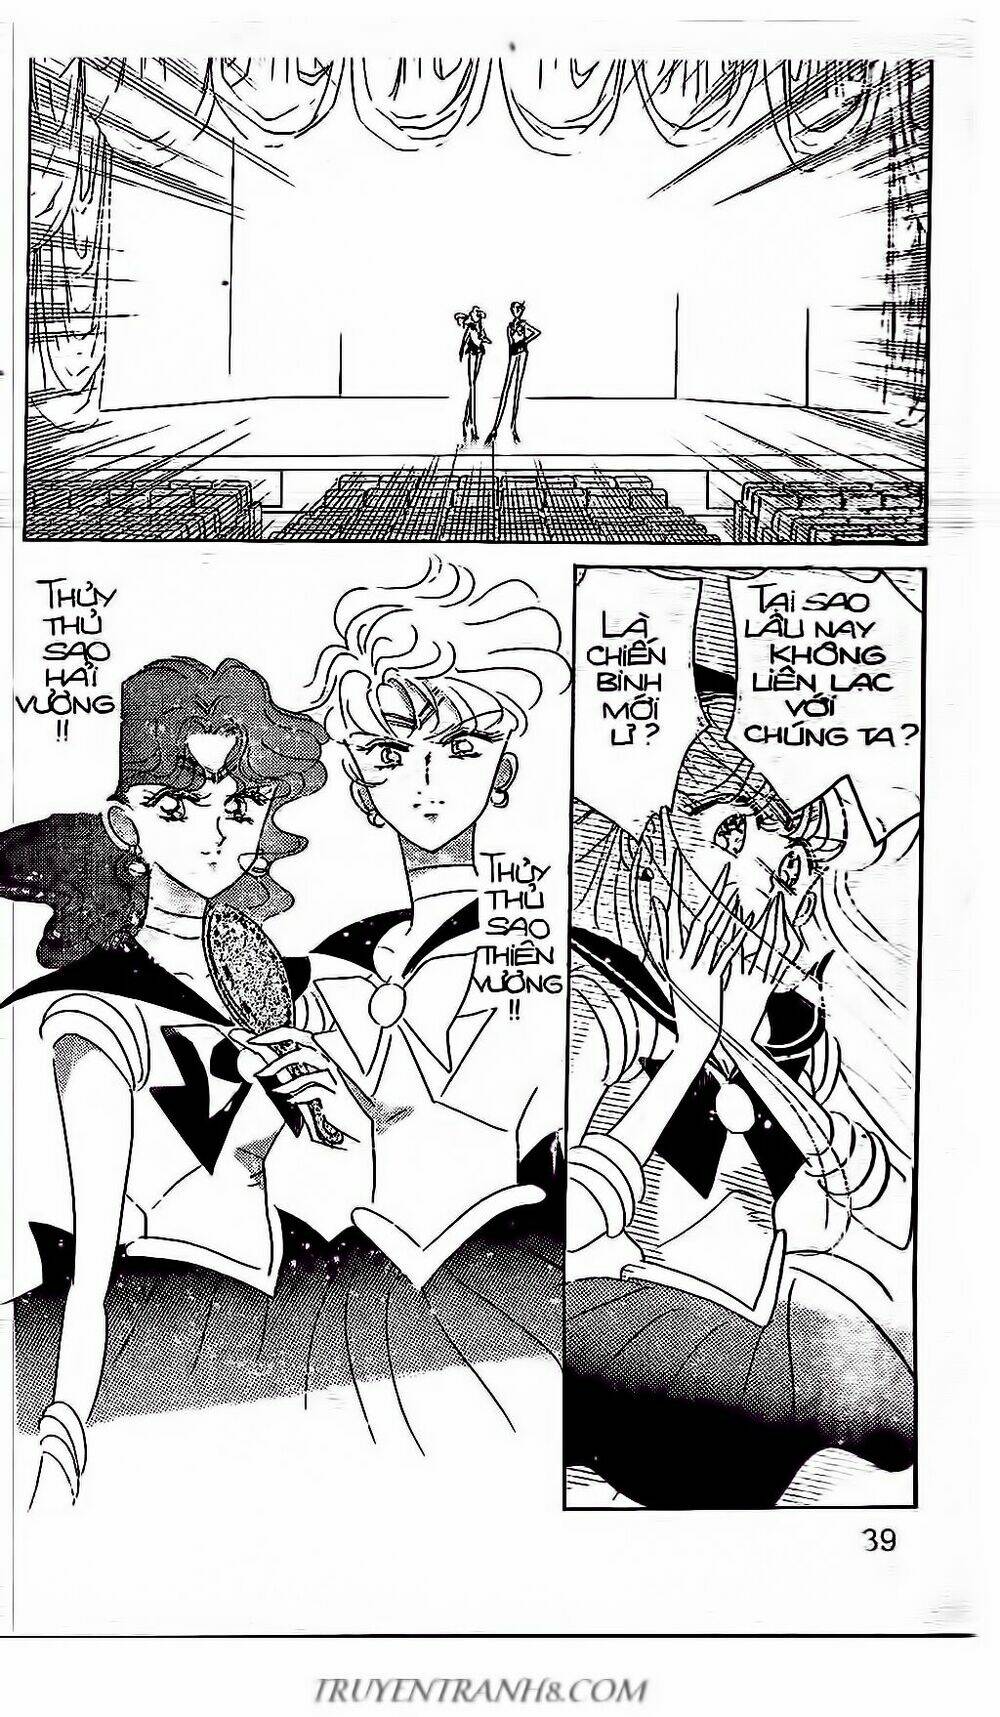 THỦY
THỦ
SAO
HẢI
VƯƠNG
!!
THỦY
THỦ
SAO
THIÊN
VƯƠNG
!!
LÀ
CHIẾN
BINH
MỚI
Ư?
TẠI SAO
LÂU NAY
KHÔNG
LIÊN LẠC
VỚI
CHÚNG TA?
39
TRUYENTRANH8.COM